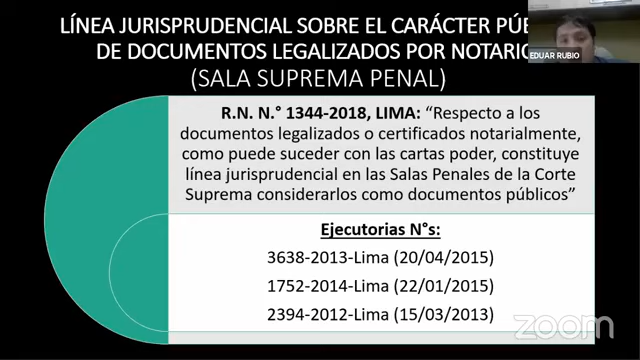 LÍNEA JURISPRUDENCIAL SOBRE EL CARÁCTER
DE DOCUMENTOS LEGALIZADOS POR
(SALA SUPREMA PENAL)
EDUAR RUBIO
R.N. N.° 1344-2018, LIMA: “Respecto a los
documentos legalizados o certificados notarialmente,
como puede suceder con las cartas poder, constituye
línea jurisprudencial en las Salas Penales de la Corte
Suprema considerarlos como documentos públicos”
Ejecutorias N°s:
3638-2013-Lima (20/04/2015)
1752-2014-Lima (22/01/2015)
2394-2012-Lima (15/03/2013)
zoom